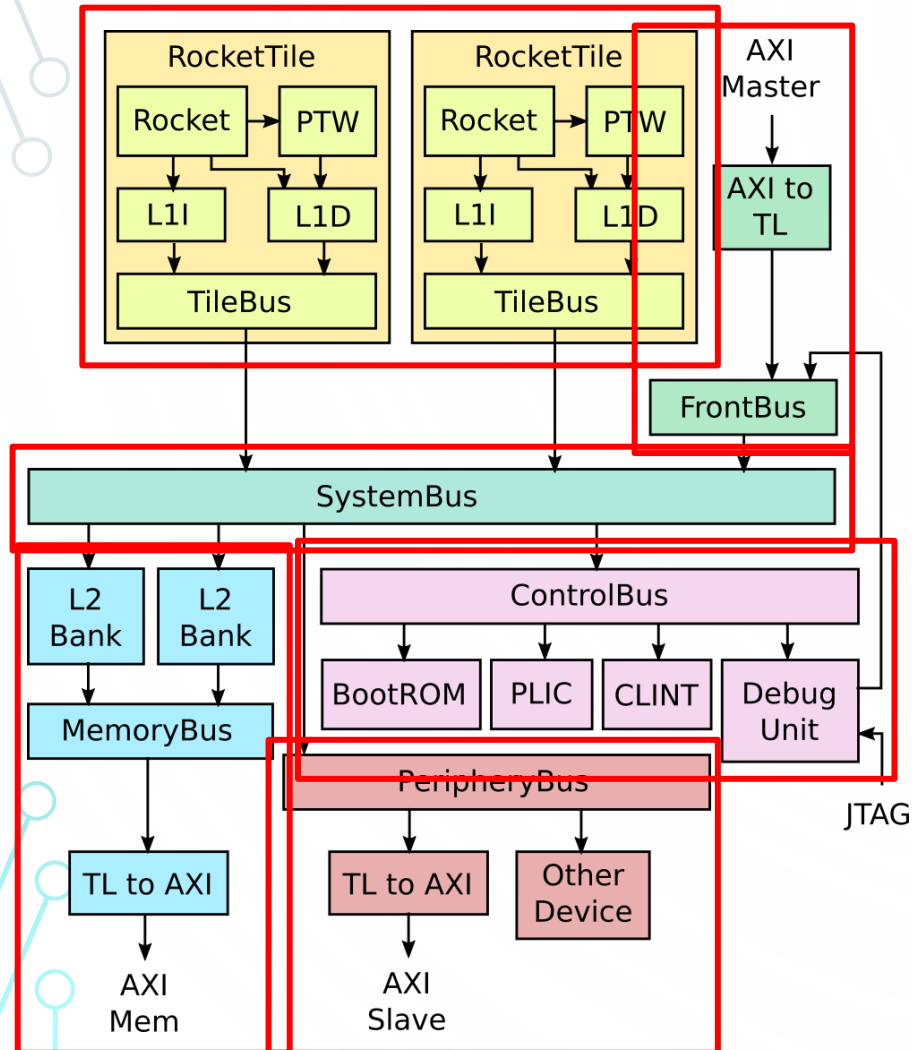 RocketTile
Rocket
PTW
L1I
L1D
TileBus
RocketTile
Rocket
PTW
L1I
L1D
TileBus
AXI
Master
AXI to
TL
FrontBus
SystemBus
L2
Bank
L2
Bank
MemoryBus
TL to AXI
AXI
Mem
ControlBus
BootROM
PLIC
CLINT
Debug
Unit
JTAG
PeripheryBus
TL to AXI
Other
Device
AXI
Slave